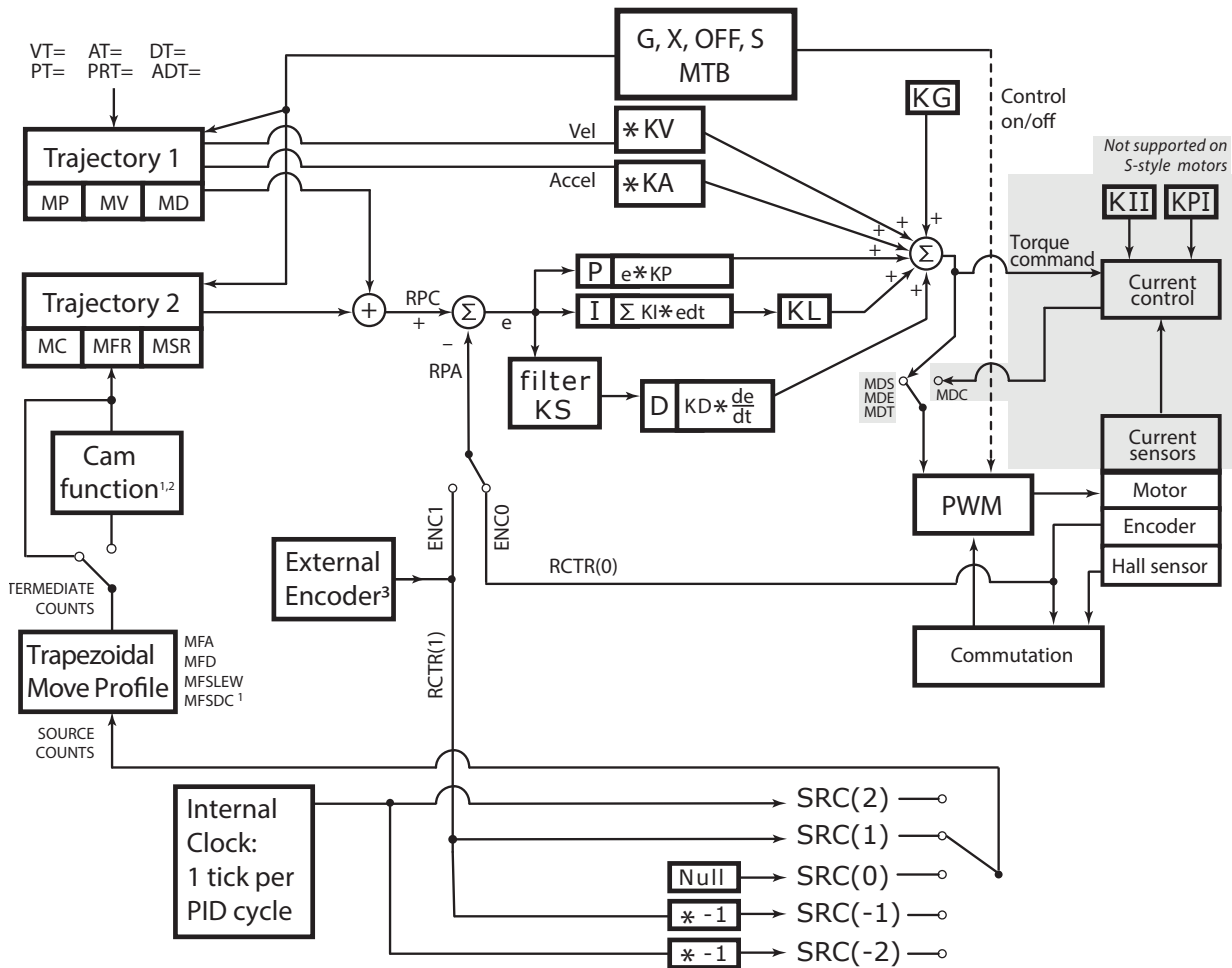 VT= AT= DT=
PT= PRT= ADT=
G, X, OFF, S
MTB
KG
Control
on/off
Not supported on
S-style motors
KII
KPI
Trajectory 1
MP MV MD
Vel
* KV
Accel
* KA
+
+
+
+
+
+
+
Σ
Torque
command
Current
control
Trajectory 2
MC MFR MSR
+
RPC
+
Σ
−
RPA
e
P e*KP
I Σ KI*edt
KL
filter
KS
D KD* de
dt
MDS
MDE
MDT
MDC
Current
sensors
Motor
Encoder
Hall sensor
PWM
Commutation
Cam
function1,2
TERMEDIATE
COUNTS
Trapezoidal
Move Profile
MFA
MFD
MFSLEW
MFSDC 1
SOURCE
COUNTS
External
Encoder3
ENC1
ENC0
RCTR(0)
RCTR(1)
Internal
Clock:
1 tick per
PID cycle
SRC(2)
SRC(1)
Null
SRC(0)
* -1
SRC(-1)
* -1
SRC(-2)